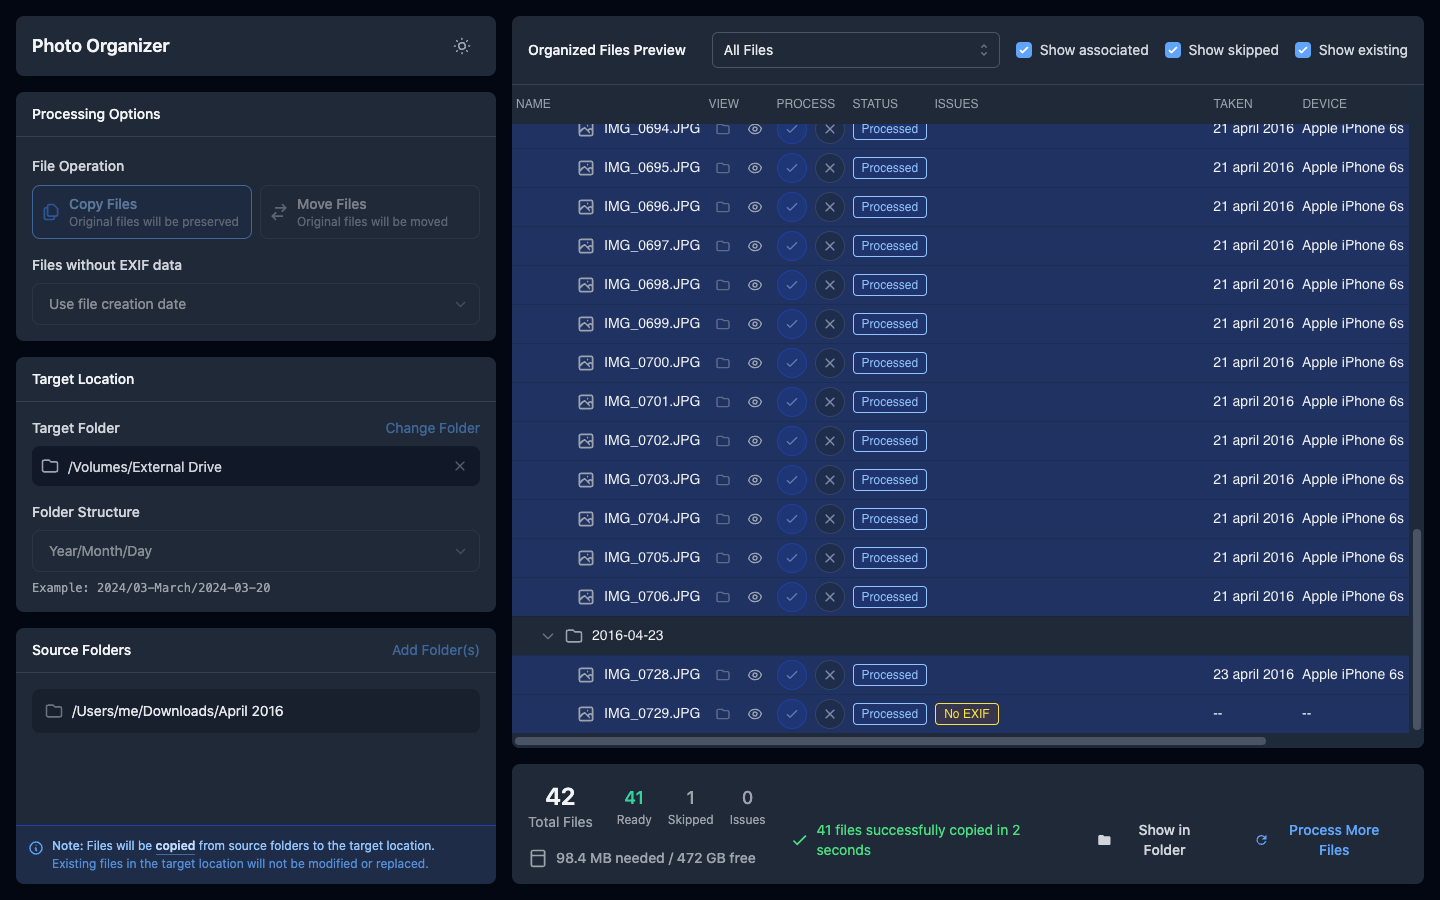 Photo Organizer
Processing Options
File Operation
Copy Files
Original files will be preserved
Move Files
Original files will be moved
Files without EXIF data
Use file creation date
Target Location
Target Folder
Change Folder
/Volumes/External Drive
Folder Structure
Year/Month/Day
Example: 2024/03-March/2024-03-20
Source Folders
Add Folder(s)
/Users/me/Downloads/April 2016
Note: Files will be copied from source folders to the target location.
Existing files in the target location will not be modified or replaced.
Organized Files Preview
All Files
Show associated
Show skipped
Show existing
NAME VIEW PROCESS STATUS ISSUES TAKEN DEVICE
IMG_0694.JPG Processed 21 april 2016 Apple iPhone 6s
IMG_0695.JPG Processed 21 april 2016 Apple iPhone 6s
IMG_0696.JPG Processed 21 april 2016 Apple iPhone 6s
IMG_0697.JPG Processed 21 april 2016 Apple iPhone 6s
IMG_0698.JPG Processed 21 april 2016 Apple iPhone 6s
IMG_0699.JPG Processed 21 april 2016 Apple iPhone 6s
IMG_0700.JPG Processed 21 april 2016 Apple iPhone 6s
IMG_0701.JPG Processed 21 april 2016 Apple iPhone 6s
IMG_0702.JPG Processed 21 april 2016 Apple iPhone 6s
IMG_0703.JPG Processed 21 april 2016 Apple iPhone 6s
IMG_0704.JPG Processed 21 april 2016 Apple iPhone 6s
IMG_0705.JPG Processed 21 april 2016 Apple iPhone 6s
IMG_0706.JPG Processed 21 april 2016 Apple iPhone 6s
2016-04-23
IMG_0728.JPG Processed 23 april 2016 Apple iPhone 6s
IMG_0729.JPG Processed No EXIF -- --
42 41 1 0
Total Files Ready Skipped Issues
98.4 MB needed / 472 GB free
41 files successfully copied in 2
seconds
Show in
Folder
Process More
Files